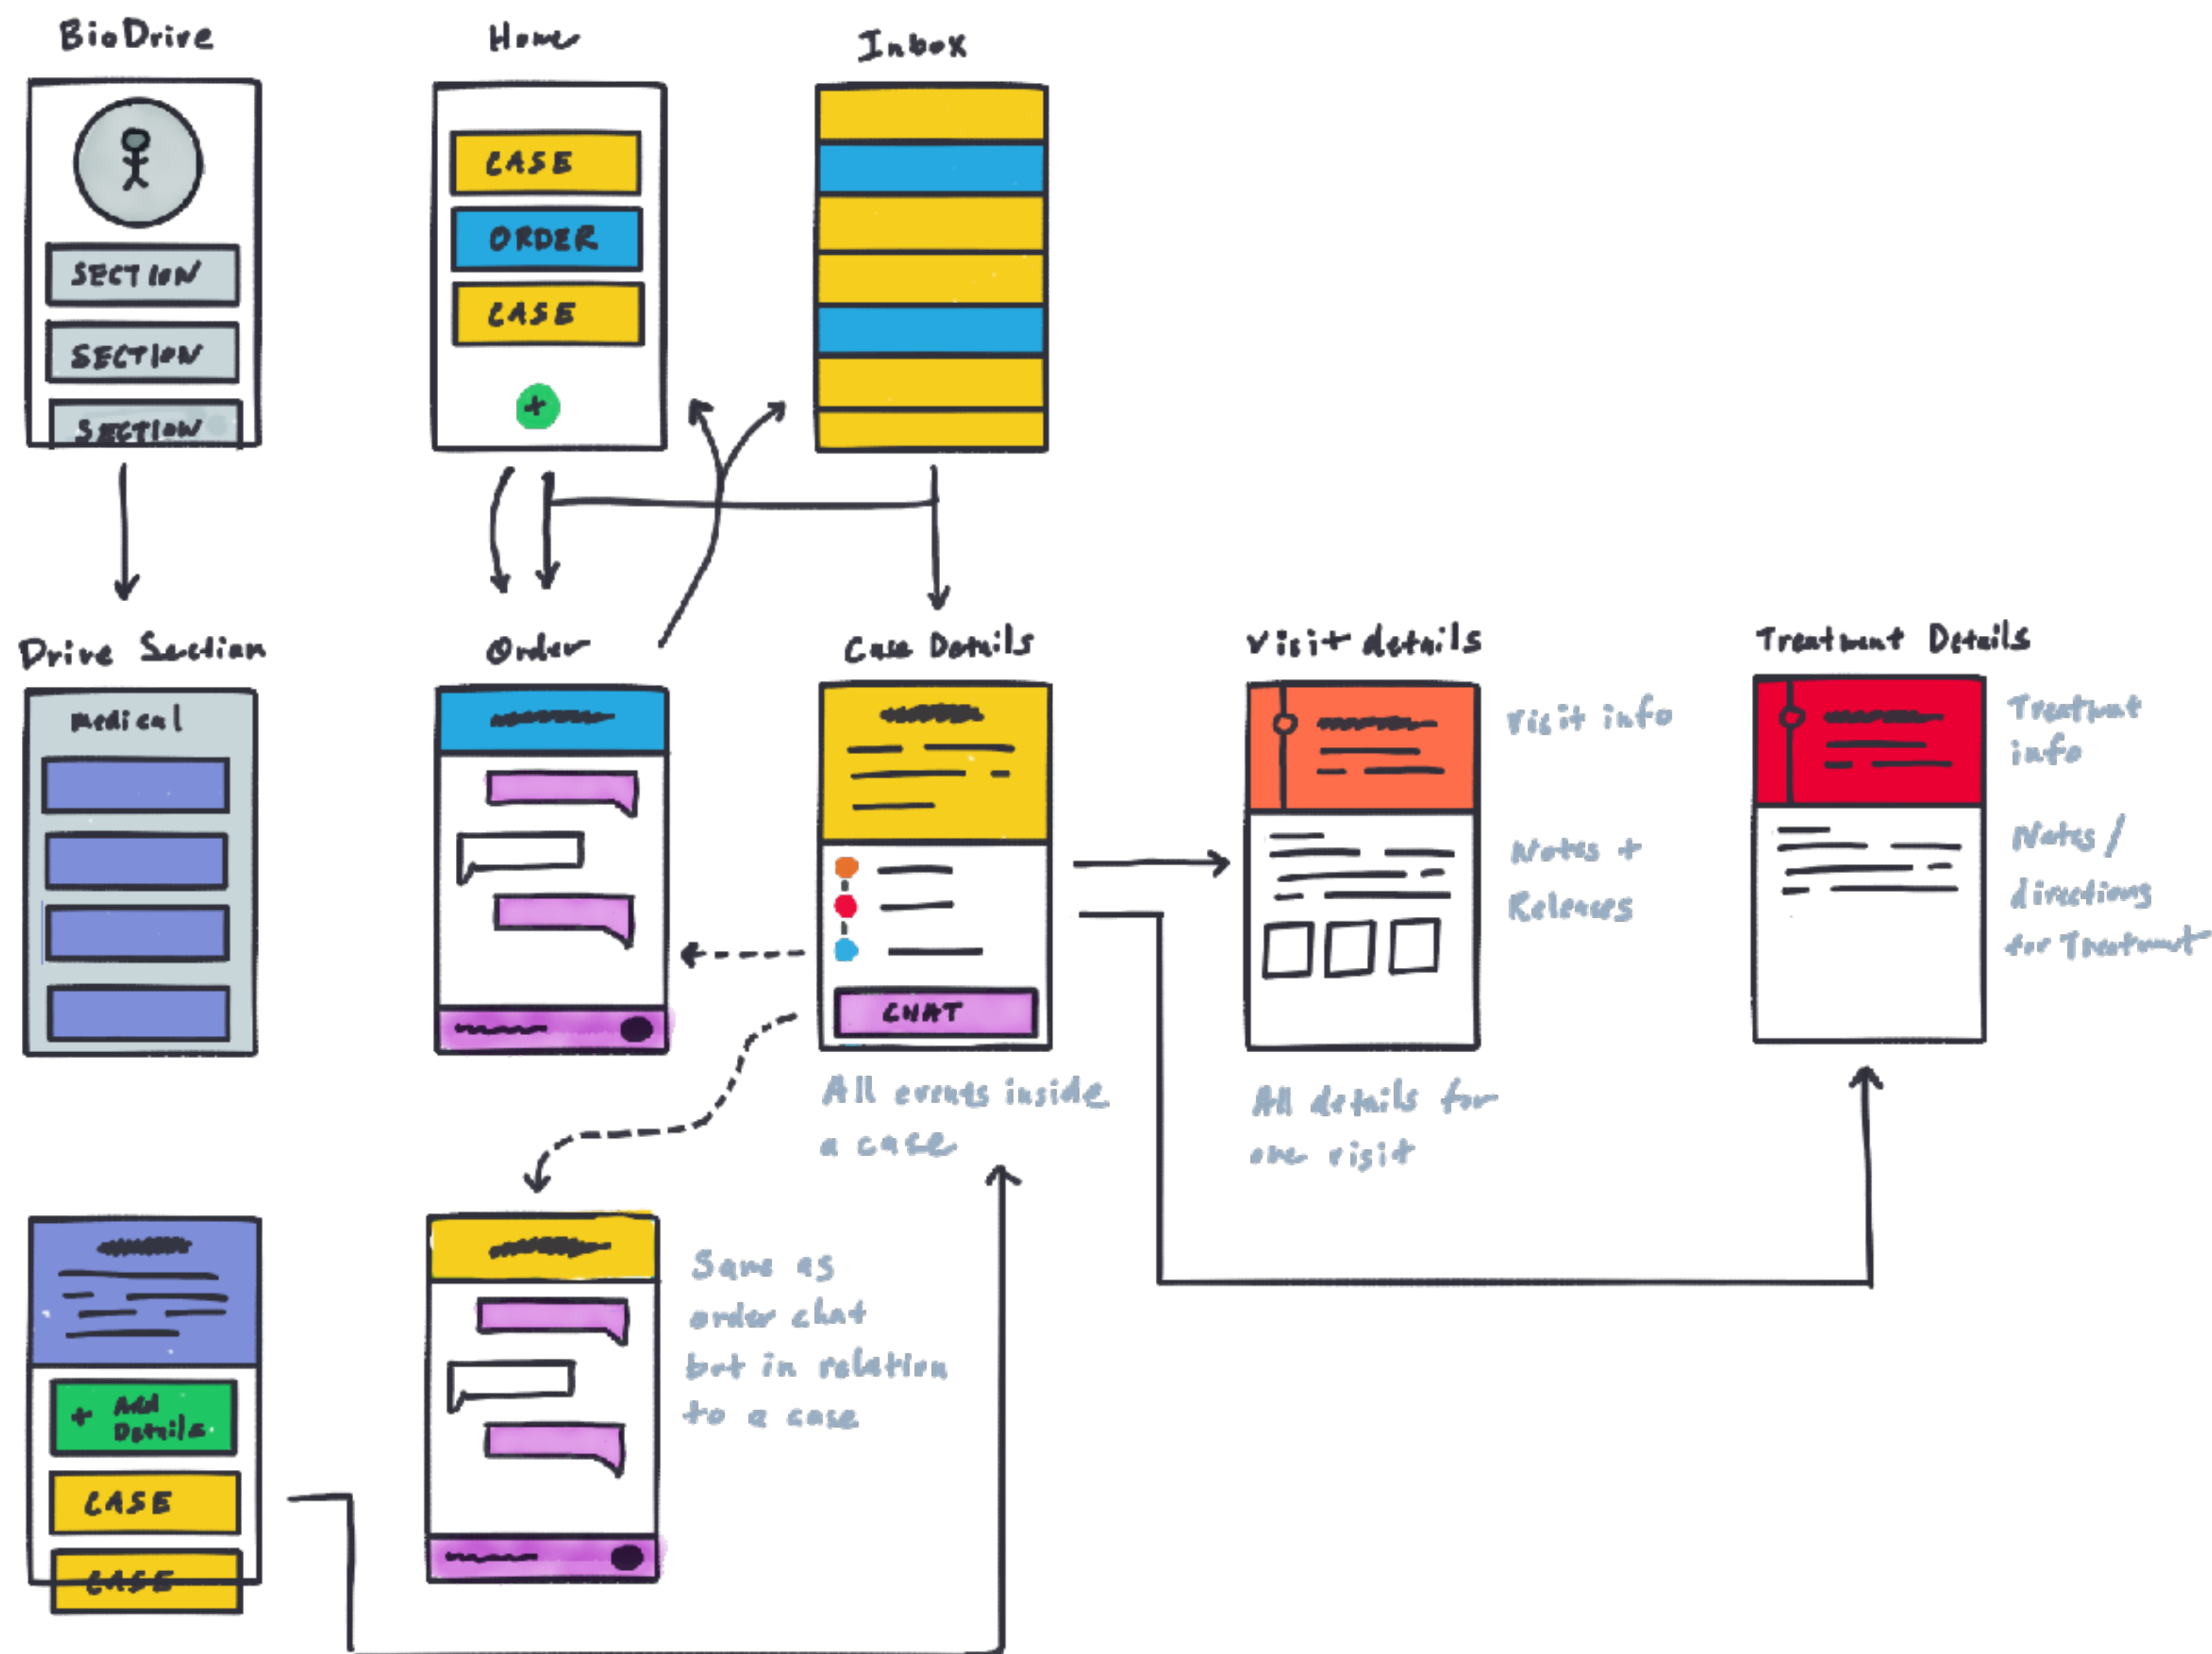 BioDrive
Home
Inbox
SECTION
SECTION
SECTION
CASE
ORDER
CASE
+
Drive Section
Order
Case Details
Visit details
Treatment Details
medical
CHAT
Visit info
Notes +
Releases
Treatment
info
Notes /
directions
for Treatment
All events inside
a case
All details for
one visit
+ Add
Details
CASE
CASE
Same as
order chat
but in relation
to a case